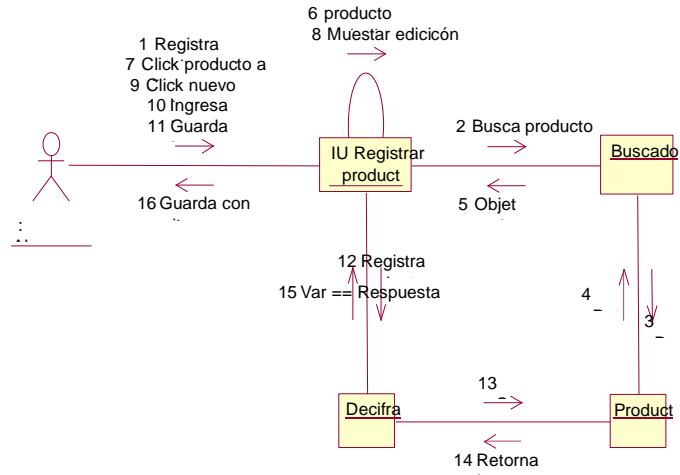 6 producto
8 Muestar edicicón
1 Registra
7 Click producto a
9 Click nuevo
10 Ingresa
11 Guarda
2 Busca producto
IU Registrar
product
Buscado
16 Guarda con
5 Objet
:
12 Registra
15 Var == Respuesta
4
3
13
Decifra
Product
14 Retorna